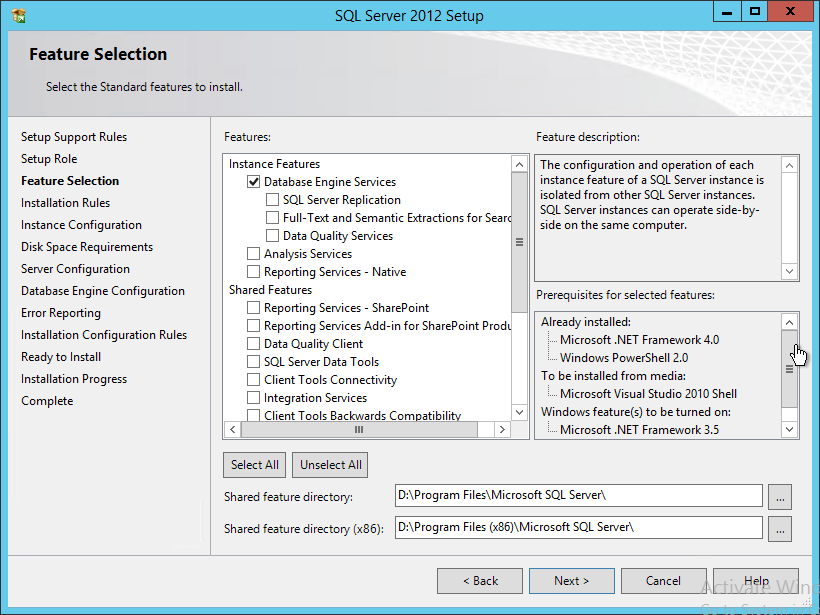 SQL Server 2012 Setup
Feature Selection
Select the Standard features to install.
Setup Support Rules
Setup Role
Feature Selection
Installation Rules
Instance Configuration
Disk Space Requirements
Server Configuration
Database Engine Configuration
Error Reporting
Installation Configuration Rules
Ready to Install
Installation Progress
Complete
Features:
Instance Features
Database Engine Services
SQL Server Replication
Full-Text and Semantic Extractions for Searc
Data Quality Services
Analysis Services
Reporting Services - Native
Shared Features
Reporting Services - SharePoint
Reporting Services Add-in for SharePoint Produ
Data Quality Client
SQL Server Data Tools
Client Tools Connectivity
Integration Services
Client Tools Backwards Compatibility
Feature description:
The configuration and operation of each
instance feature of a SQL Server instance is
isolated from other SQL Server instances.
SQL Server instances can operate side-by-
side on the same computer.
Prerequisites for selected features:
Already installed:
Microsoft .NET Framework 4.0
Windows PowerShell 2.0
To be installed from media:
Microsoft Visual Studio 2010 Shell
Windows feature(s) to be turned on:
Microsoft .NET Framework 3.5
Select All
Unselect All
Shared feature directory:
D:\Program Files\Microsoft SQL Server\
...
Shared feature directory (x86):
D:\Program Files (x86)\Microsoft SQL Server\
...
< Back
Next >
Cancel
Help
Activate Win